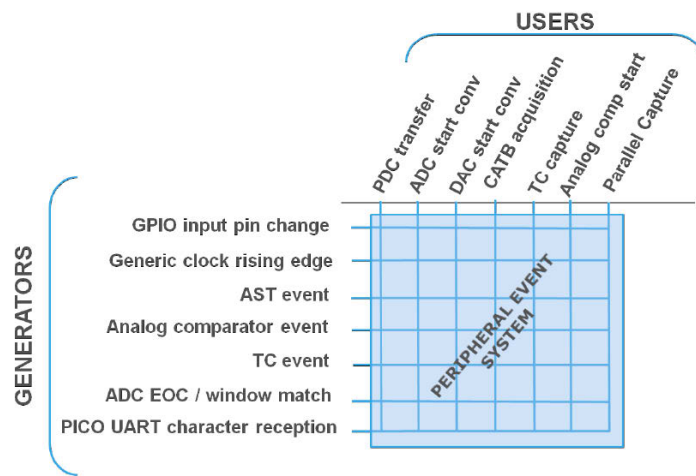 USERS
PDC transfer
ADC start conv
DAC start conv
CATB acquisition
TC capture
Analog comp start
Parallel Capture
GENERATORS
GPIO input pin change
Generic clock rising edge
AST event
Analog comparator event
TC event
ADC EOC / window match
PICO UART character reception
PERIPHERAL EVENT
SYSTEM